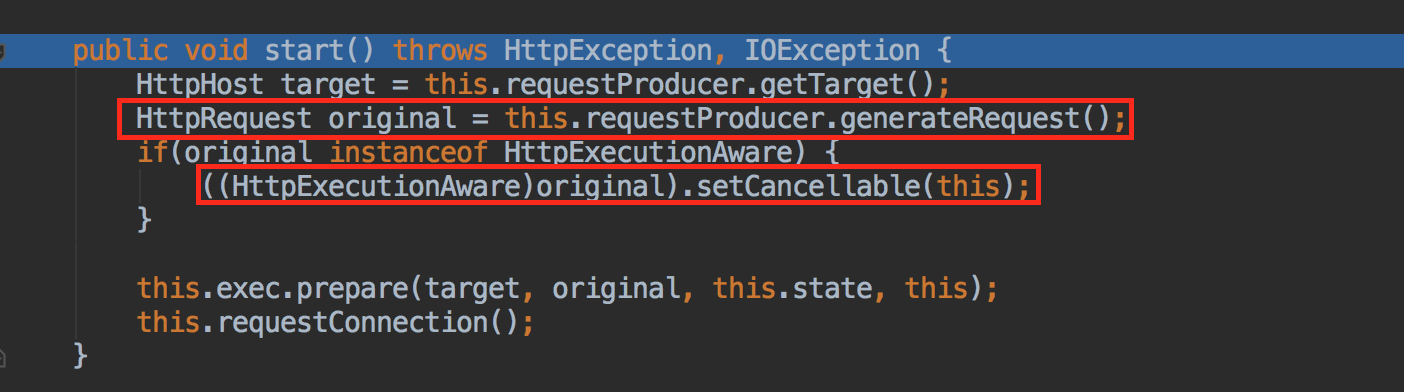 public void start() throws HttpException, IOException {
HttpHost target = this.requestProducer.getTarget();
HttpRequest original = this.requestProducer.generateRequest();
if(original instanceof HttpExecutionAware) {
((HttpExecutionAware)original).setCancellable(this);
}
this.exec.prepare(target, original, this.state, this);
this.requestConnection();
}